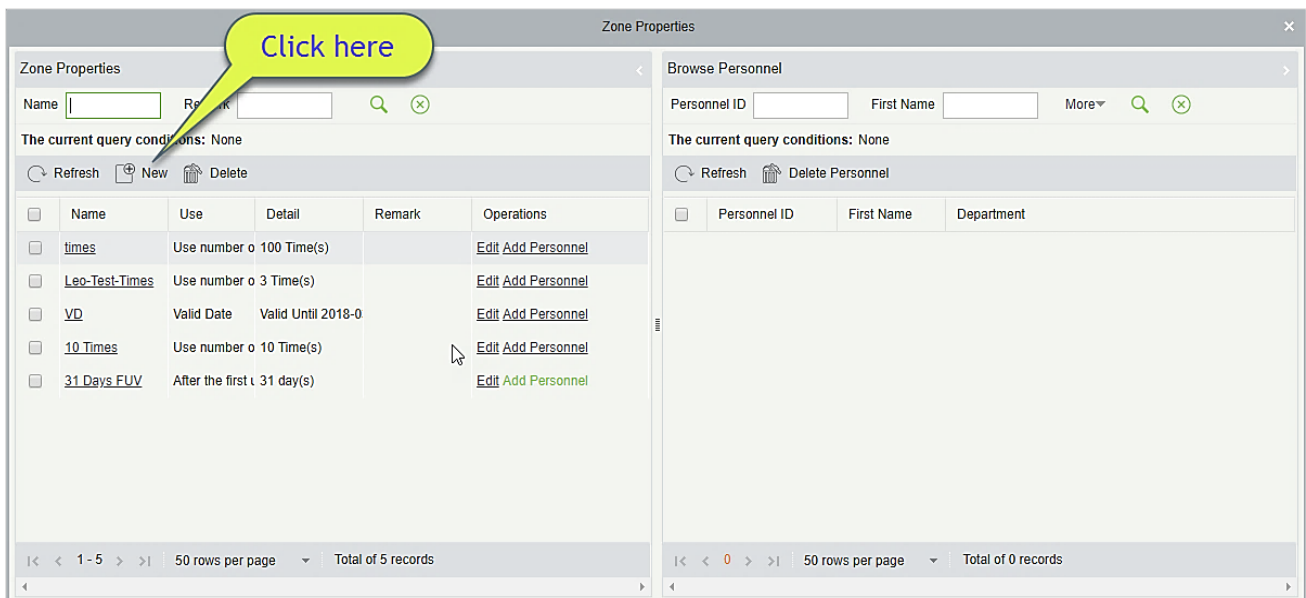 Zone Properties
Click here
Zone Properties
Name Remark
The current query conditions: None
Refresh New Delete
Name Use Detail Remark Operations
times Use number o 100 Time(s) Edit Add Personnel
Leo-Test-Times Use number o 3 Time(s) Edit Add Personnel
VD Valid Date Valid Until 2018-0 Edit Add Personnel
10 Times Use number o 10 Time(s) Edit Add Personnel
31 Days FUV After the first u 31 day(s) Edit Add Personnel
1 - 5 50 rows per page Total of 5 records
Browse Personnel
Personnel ID First Name More
The current query conditions: None
Refresh Delete Personnel
Personnel ID First Name Department
0 50 rows per page Total of 0 records